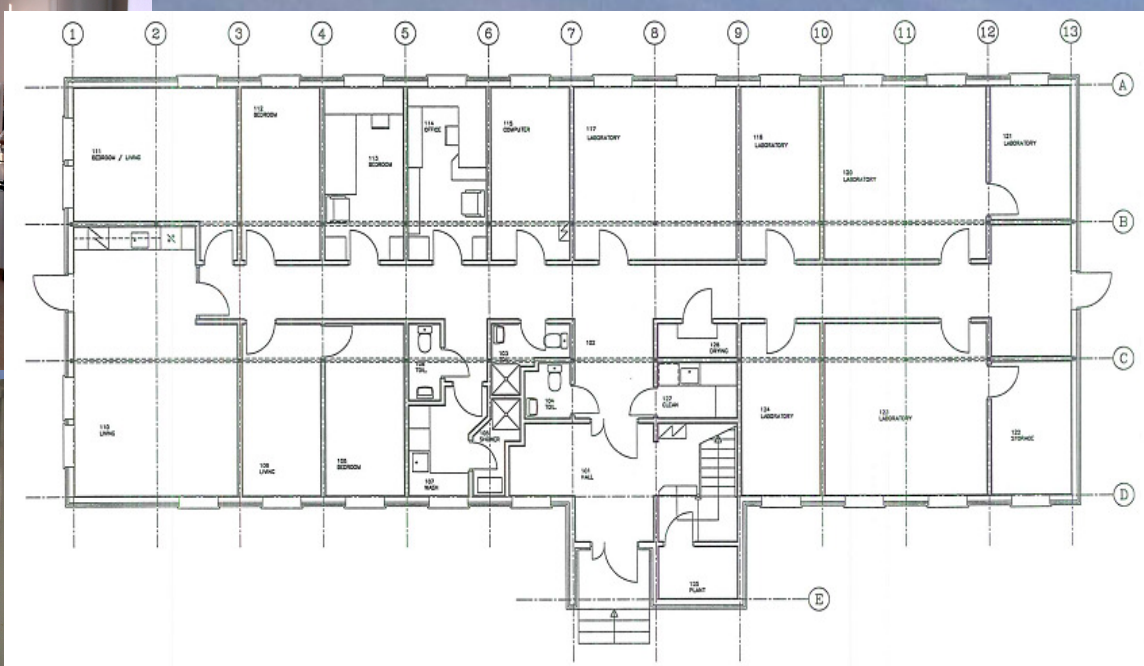 1 2 3 4 5 6 7 8 9 10 11 12 13
A
112
BEDROOM
114
OFFICE
115
COMPUTER
117
LABORATORY
118
LABORATORY
121
LABORATORY
111
BEDROOM / LIVING
113
BEDROOM
120
LABORATORY
B
102
103
126
DRYING
C
TOIL.
104
TOIL.
127
CLEAN
110
LIVING
109
LIVING
108
BEDROOM
SHOWER
107
WASH
101
HALL
124
LABORATORY
123
LABORATORY
122
STORAGE
D
125
PLANT
E